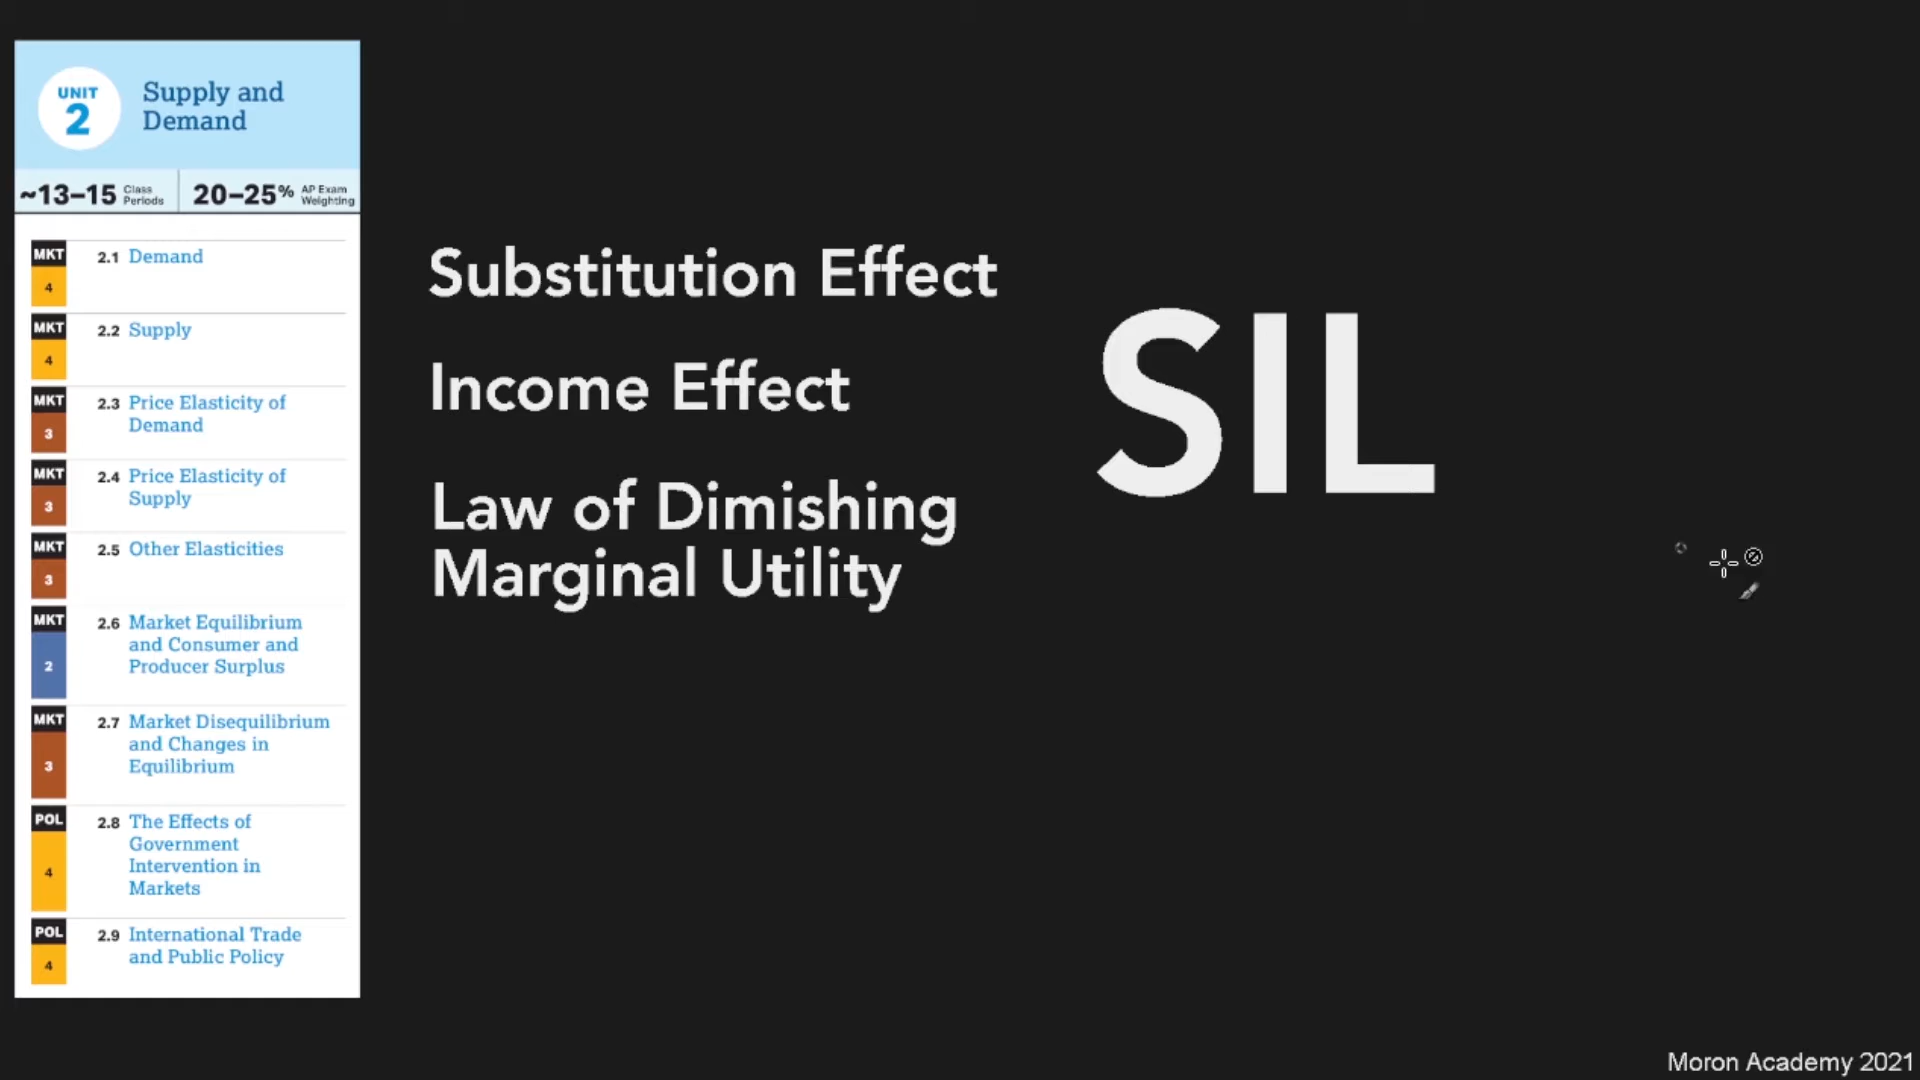 UNIT
2
Supply and
Demand
~13–15 Class
Periods
20–25% AP Exam
Weighting
MKT
4
2.1 Demand
MKT
4
2.2 Supply
MKT
3
2.3 Price Elasticity of
Demand
MKT
3
2.4 Price Elasticity of
Supply
MKT
3
2.5 Other Elasticities
MKT
2
2.6 Market Equilibrium
and Consumer and
Producer Surplus
MKT
3
2.7 Market Disequilibrium
and Changes in
Equilibrium
POL
4
2.8 The Effects of
Government
Intervention in
Markets
POL
4
2.9 International Trade
and Public Policy
Substitution Effect
Income Effect
Law of Dimishing
Marginal Utility
SIL
Moron Academy 2021